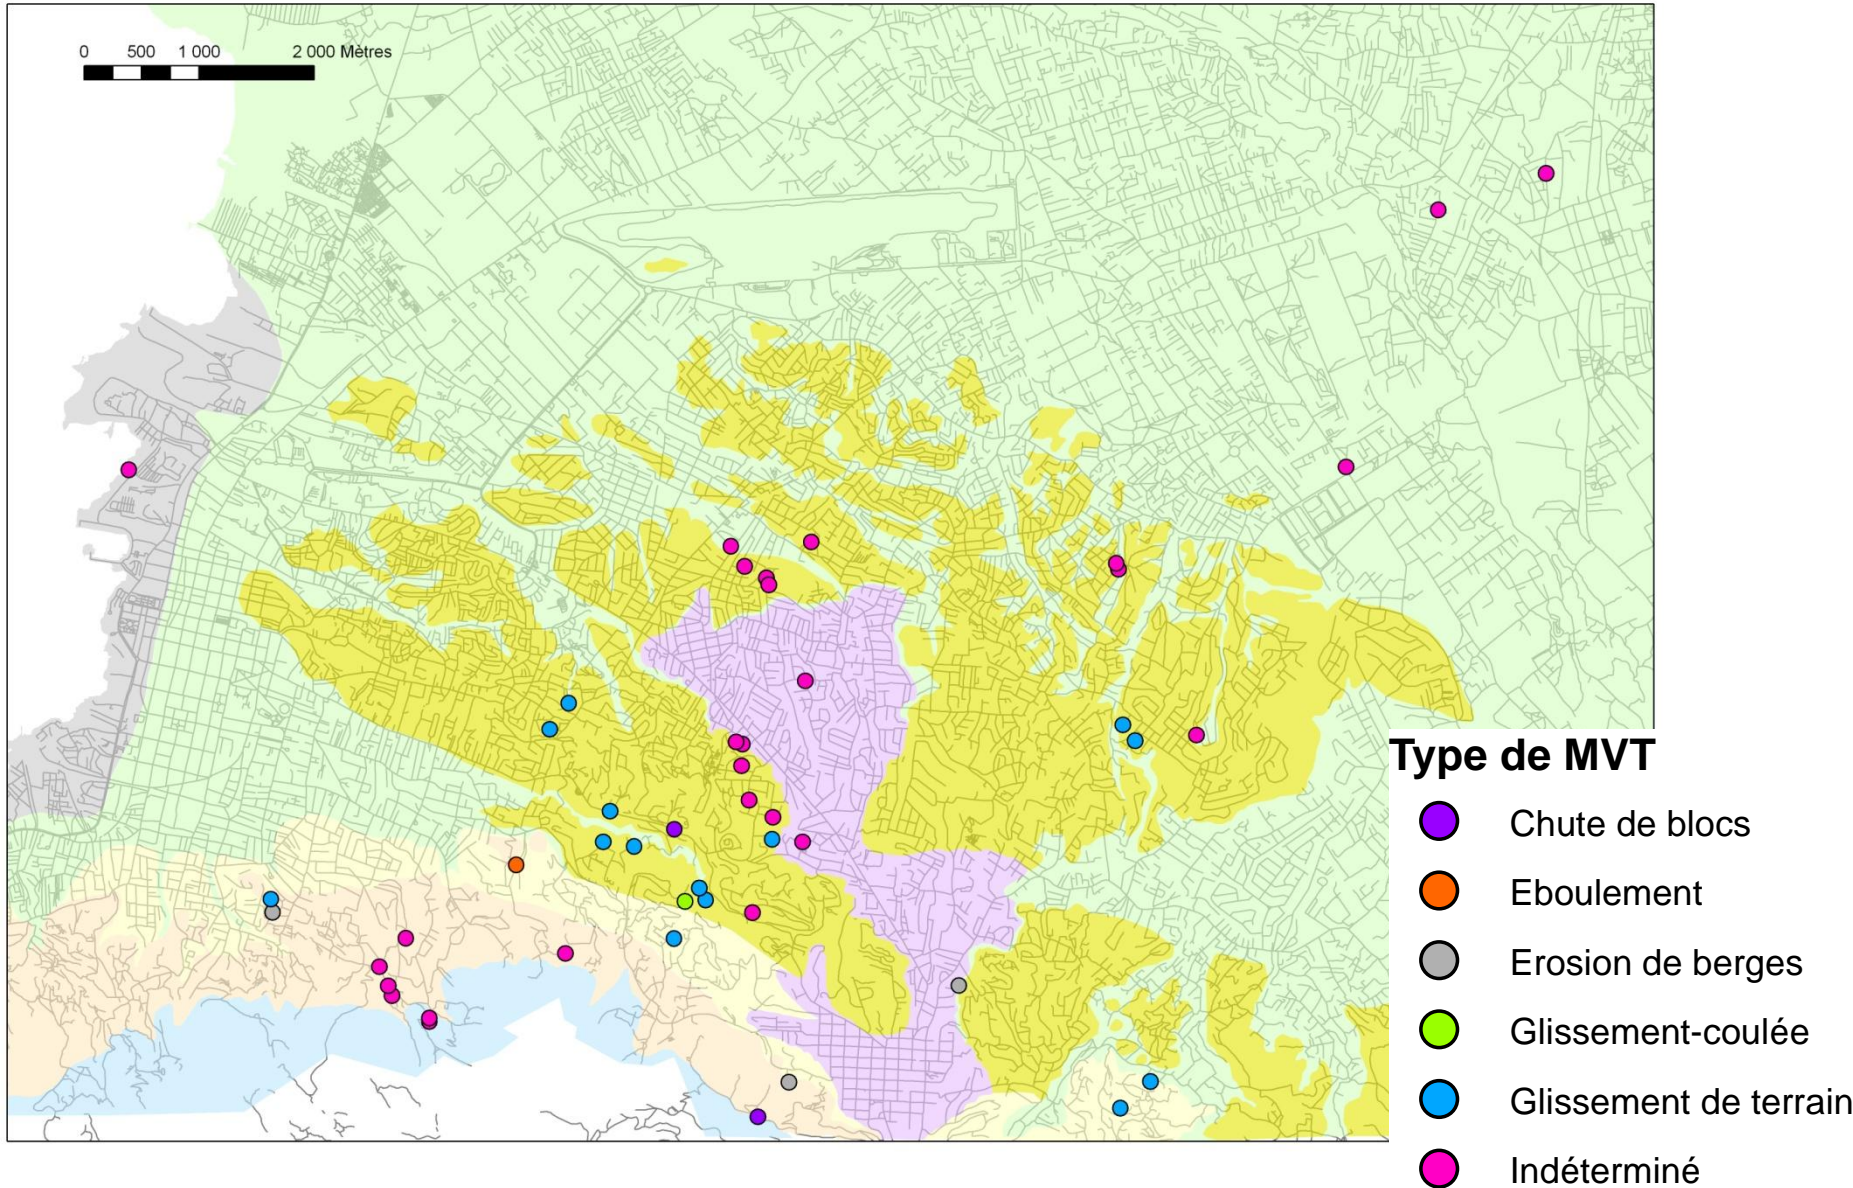 0 500 1 000 2 000 Mètres
Type de MVT
Chute de blocs
Eboulement
Erosion de berges
Glissement-coulée
Glissement de terrain
Indéterminé